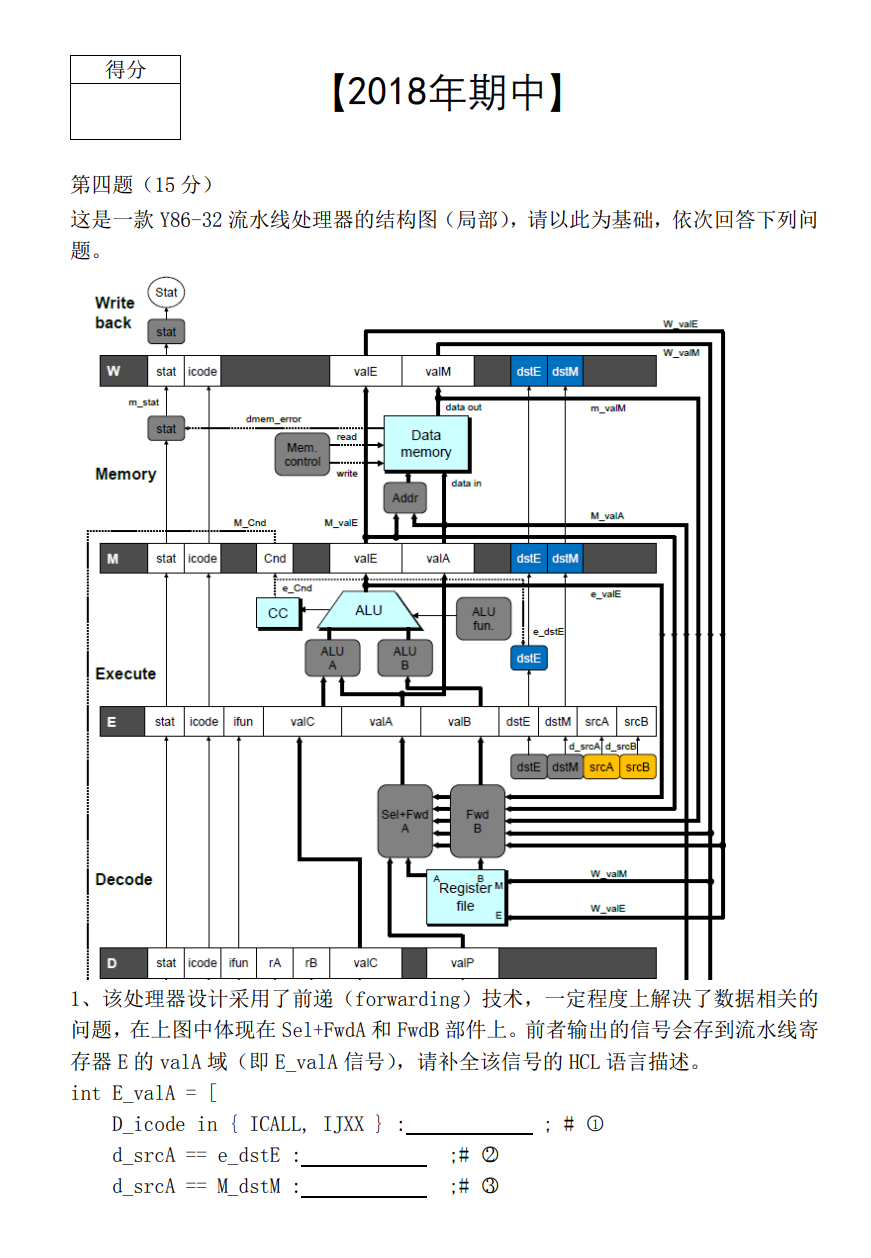 得分
【2018年期中】
第四题（15 分）
这是一款 Y86-32 流水线处理器的结构图（局部），请以此为基础，依次回答下列问
题。
Stat
Write
back
stat
W_valE
W_valM
W stat icode valE valM dstE dstM
m_stat
data out
m_valM
dmem_error
stat
read
Mem.
control
Data
memory
write
Memory
data in
Addr
M_Cnd
M_valE
M_valA
M stat icode Cnd valE valA dstE dstM
e_Cnd
e_valE
CC
ALU
ALU
fun.
e_dstE
ALU
A
ALU
B
dstE
Execute
E stat icode ifun valC valA valB dstE dstM srcA srcB
d_srcA d_srcB
dstE dstM srcA srcB
Sel+Fwd
A
Fwd
B
Decode
A B
Register
file
M
E
W_valM
W_valE
D stat icode ifun rA rB valC valP
1、该处理器设计采用了前递（forwarding）技术，一定程度上解决了数据相关的
问题，在上图中体现在 Sel+FwdA 和 FwdB 部件上。前者输出的信号会存到流水线寄
存器 E 的 valA 域（即 E_valA 信号），请补全该信号的 HCL 语言描述。
int E_valA = [
D_icode in { ICALL, IJXX } :____________ ; # ①
d_srcA == e_dstE :____________ ;# ②
d_srcA == M_dstM :____________ ;# ③